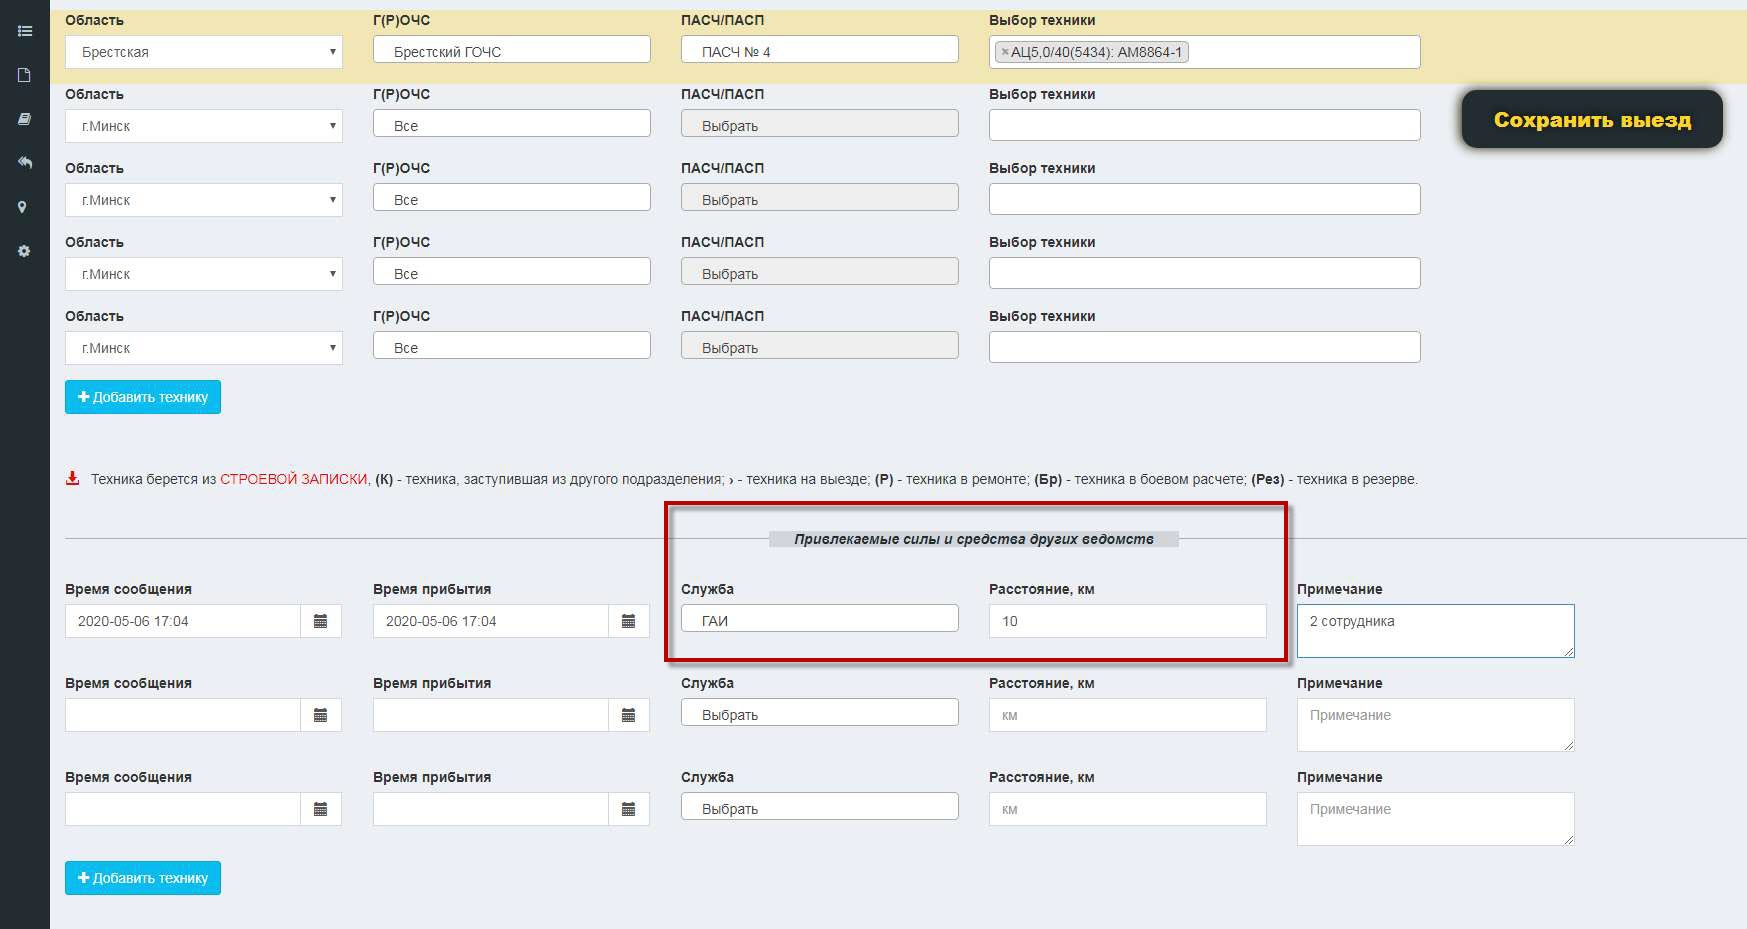 Область Г(Р)ОЧС ПАСЧ/ПАСП Выбор техники
Брестская Брестский ГОЧС ПАСЧ № 4 ×АЦ5,0/40(5434): АМ8864-1
Область Г(Р)ОЧС ПАСЧ/ПАСП Выбор техники
г.Минск Все Выбрать
Сохранить выезд
Область Г(Р)ОЧС ПАСЧ/ПАСП Выбор техники
г.Минск Все Выбрать
Область Г(Р)ОЧС ПАСЧ/ПАСП Выбор техники
г.Минск Все Выбрать
Область Г(Р)ОЧС ПАСЧ/ПАСП Выбор техники
г.Минск Все Выбрать
Добавить технику
Техника берется из СТРОЕВОЙ ЗАПИСКИ, (К) - техника, заступившая из другого подразделения; › - техника на выезде; (Р) - техника в ремонте; (Бр) - техника в боевом расчете; (Рез) - техника в резерве.
Привлекаемые силы и средства других ведомств
Время сообщения Время прибытия Служба Расстояние, км Примечание
2020-05-06 17:04 2020-05-06 17:04 ГАИ 10 2 сотрудника
Время сообщения Время прибытия Служба Расстояние, км Примечание
Выбрать км Примечание
Время сообщения Время прибытия Служба Расстояние, км Примечание
Выбрать км Примечание
Добавить технику